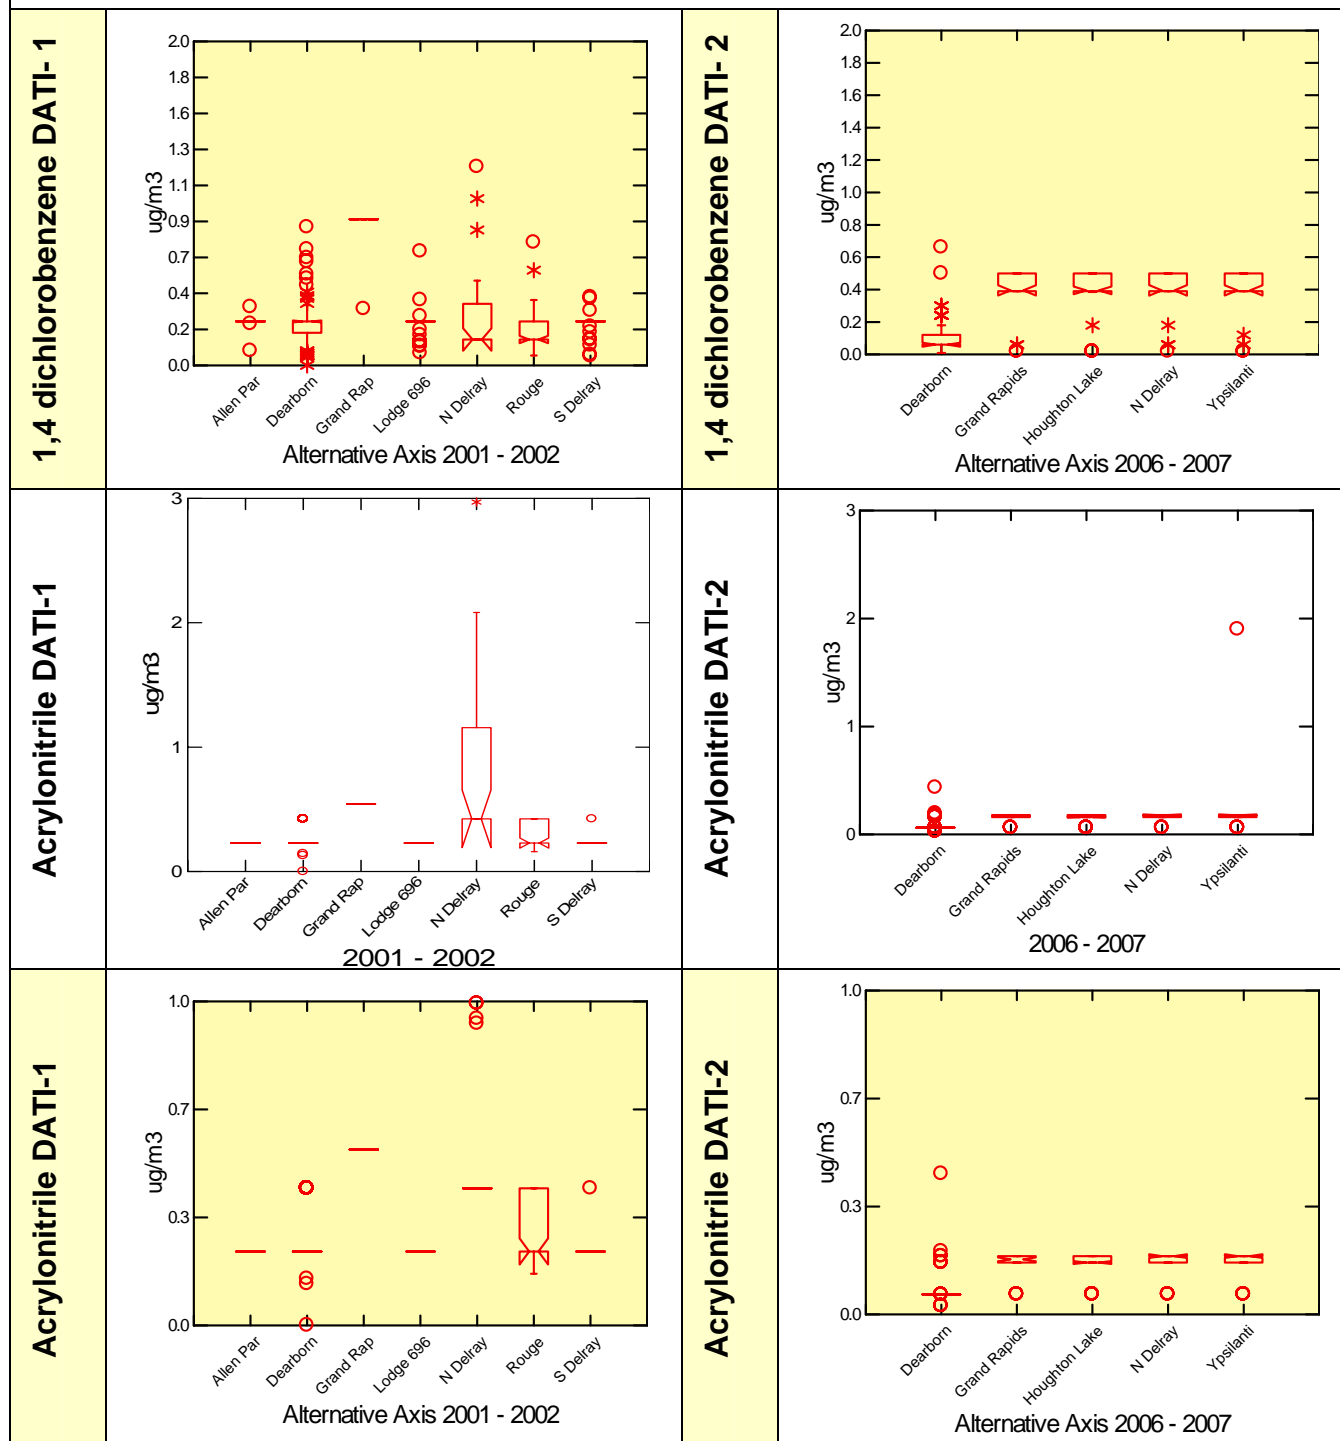 1,4 dichlorobenzene DATI- 1
ug/m3
2.0
1.8
1.6
1.3
1.1
0.9
0.7
0.4
0.2
0.0
Allen Par
Dearborn
Grand Rap
Lodge 696
N Delray
Rouge
S Delray
Alternative Axis 2001 - 2002
1,4 dichlorobenzene DATI- 2
ug/m3
2.0
1.8
1.6
1.4
1.2
1.0
0.8
0.6
0.4
0.2
0.0
Dearborn
Grand Rapids
Houghton Lake
N Delray
Ypsilanti
Alternative Axis 2006 - 2007
Acrylonitrile DATI-1
ug/m3
3
2
1
0
Allen Par
Dearborn
Grand Rap
Lodge 696
N Delray
Rouge
S Delray
2001 - 2002
Acrylonitrile DATI-2
ug/m3
3
2
1
0
Dearborn
Grand Rapids
Houghton Lake
N Delray
Ypsilanti
2006 - 2007
Acrylonitrile DATI-1
ug/m3
1.0
0.7
0.3
0.0
Allen Par
Dearborn
Grand Rap
Lodge 696
N Delray
Rouge
S Delray
Alternative Axis 2001 - 2002
Acrylonitrile DATI-2
ug/m3
1.0
0.7
0.3
0.0
Dearborn
Grand Rapids
Houghton Lake
N Delray
Ypsilanti
Alternative Axis 2006 - 2007